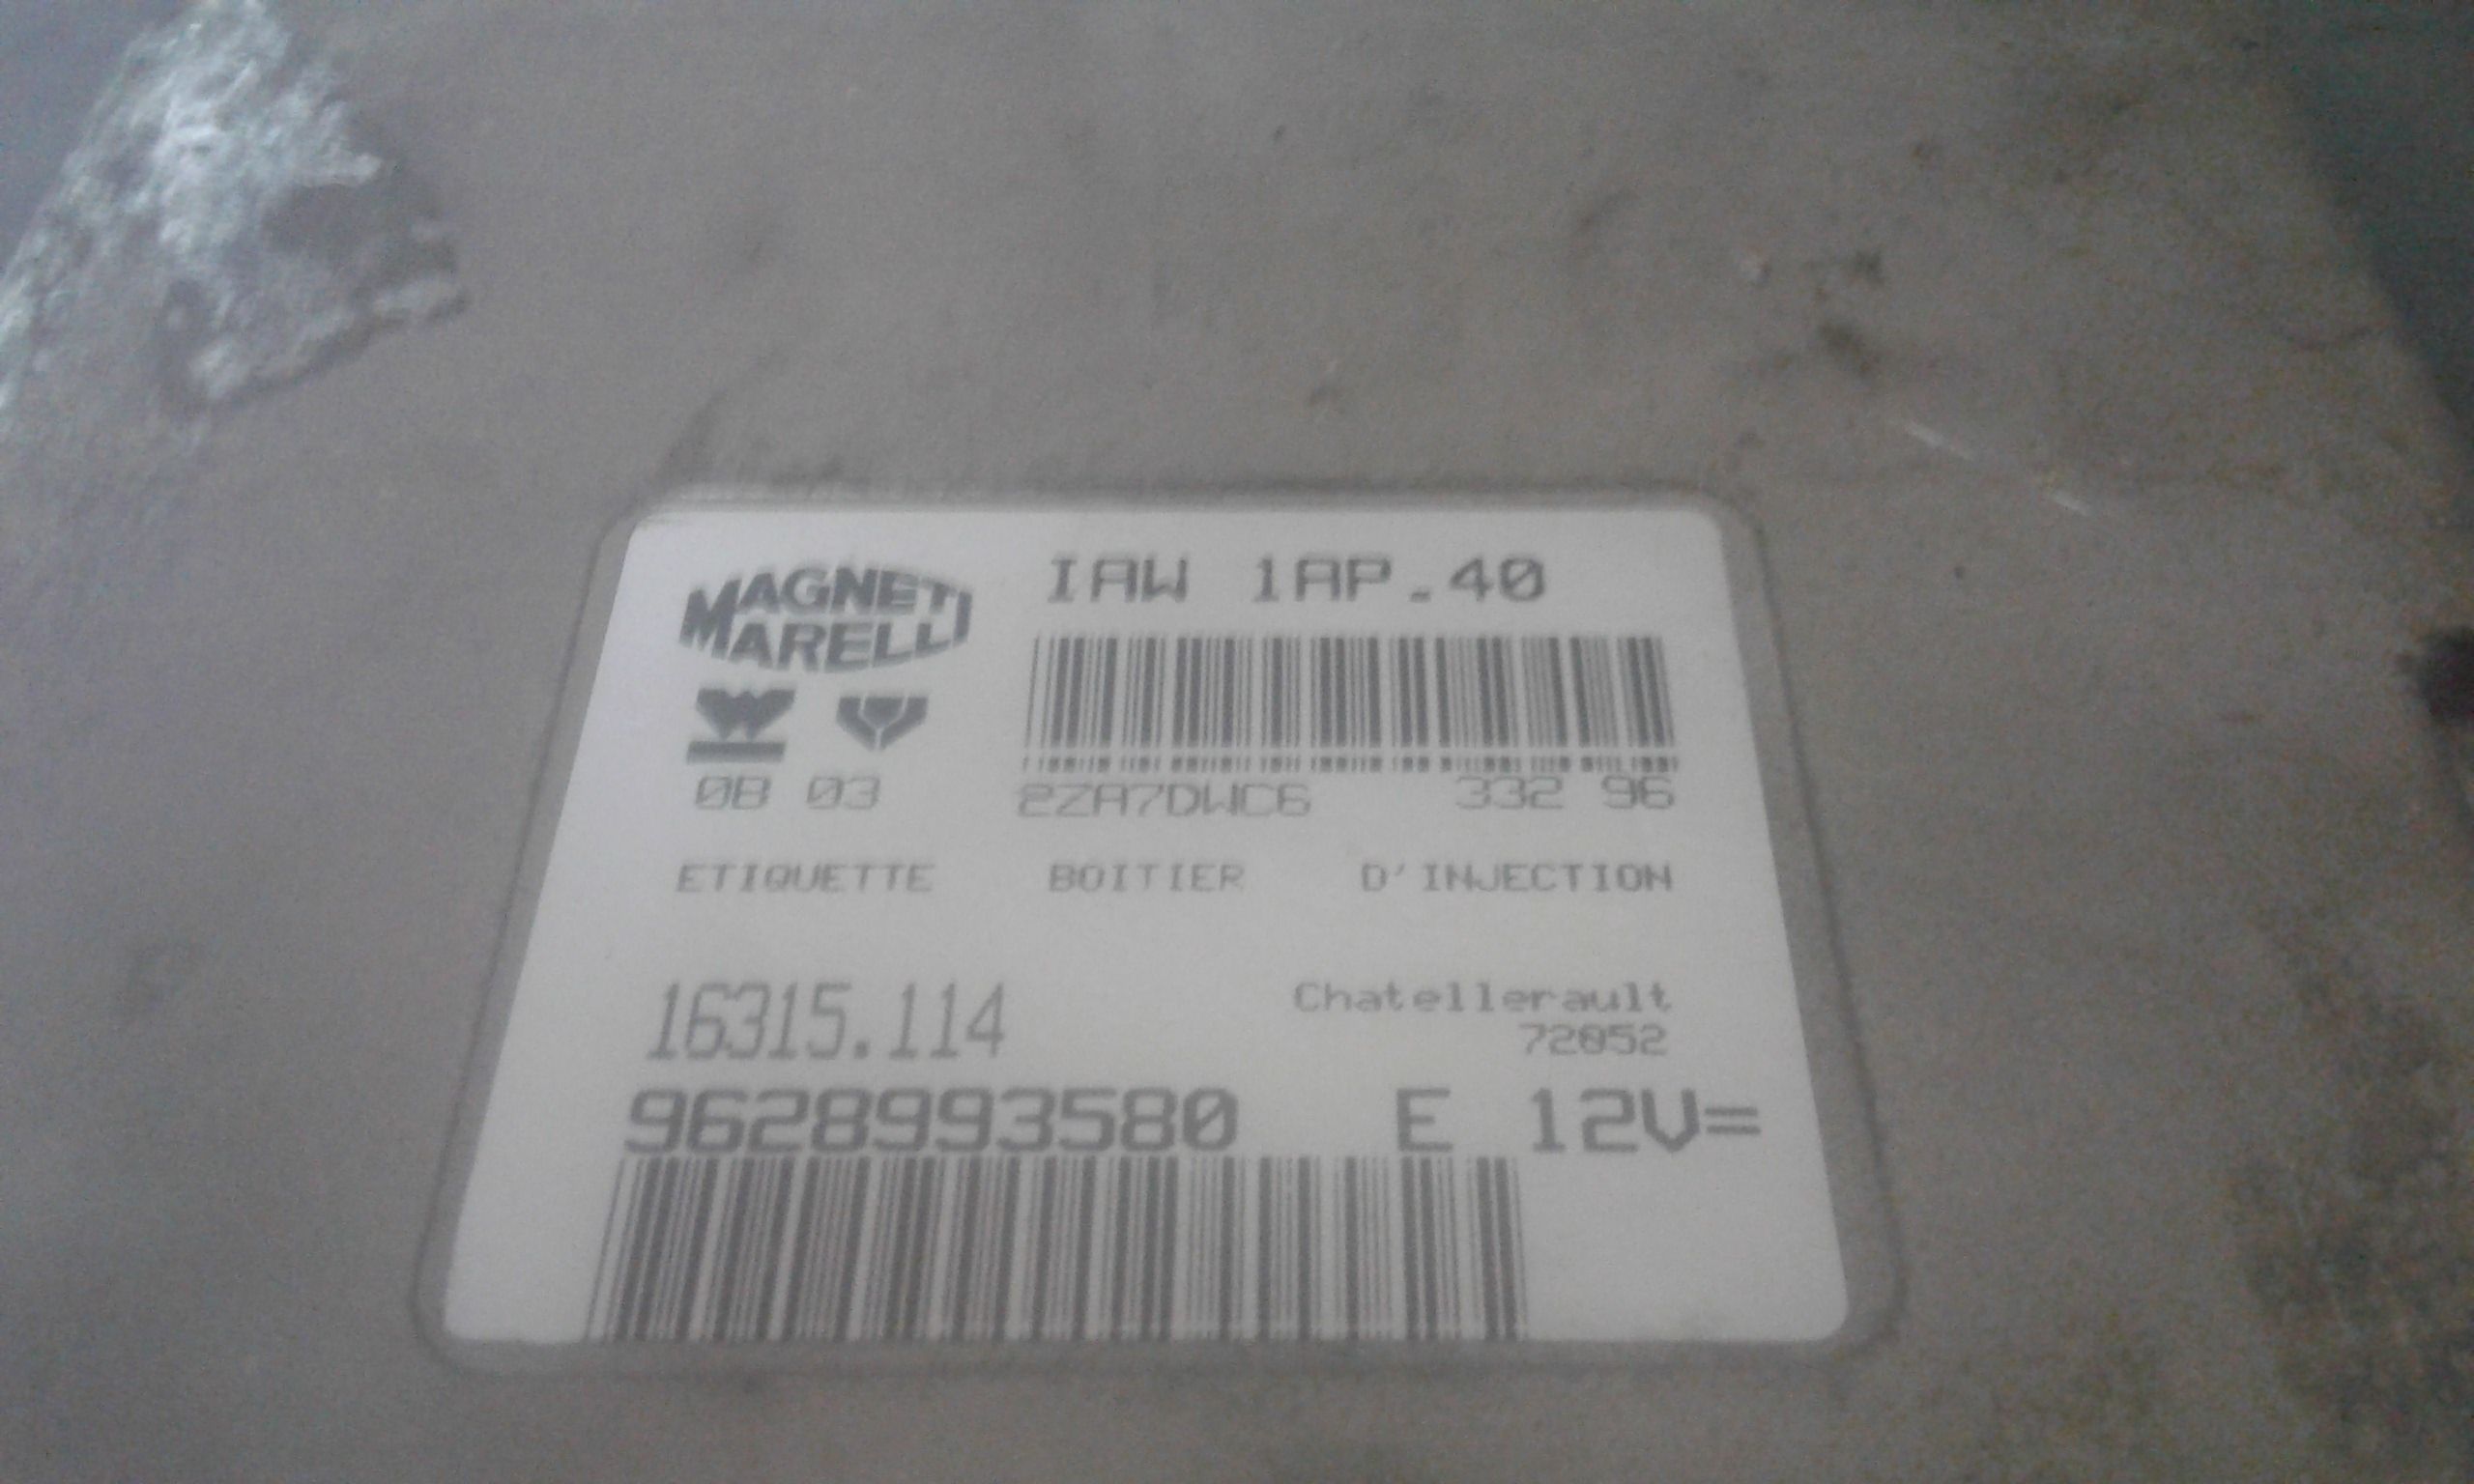 MAGNETI
MARELLI
IAW 1AP.40
0B 03
2ZA7DWC6 332 96
ETIQUETTE BOITIER D'INJECTION
16315.114
Chatellerault
72052
9628993580 E 12V=